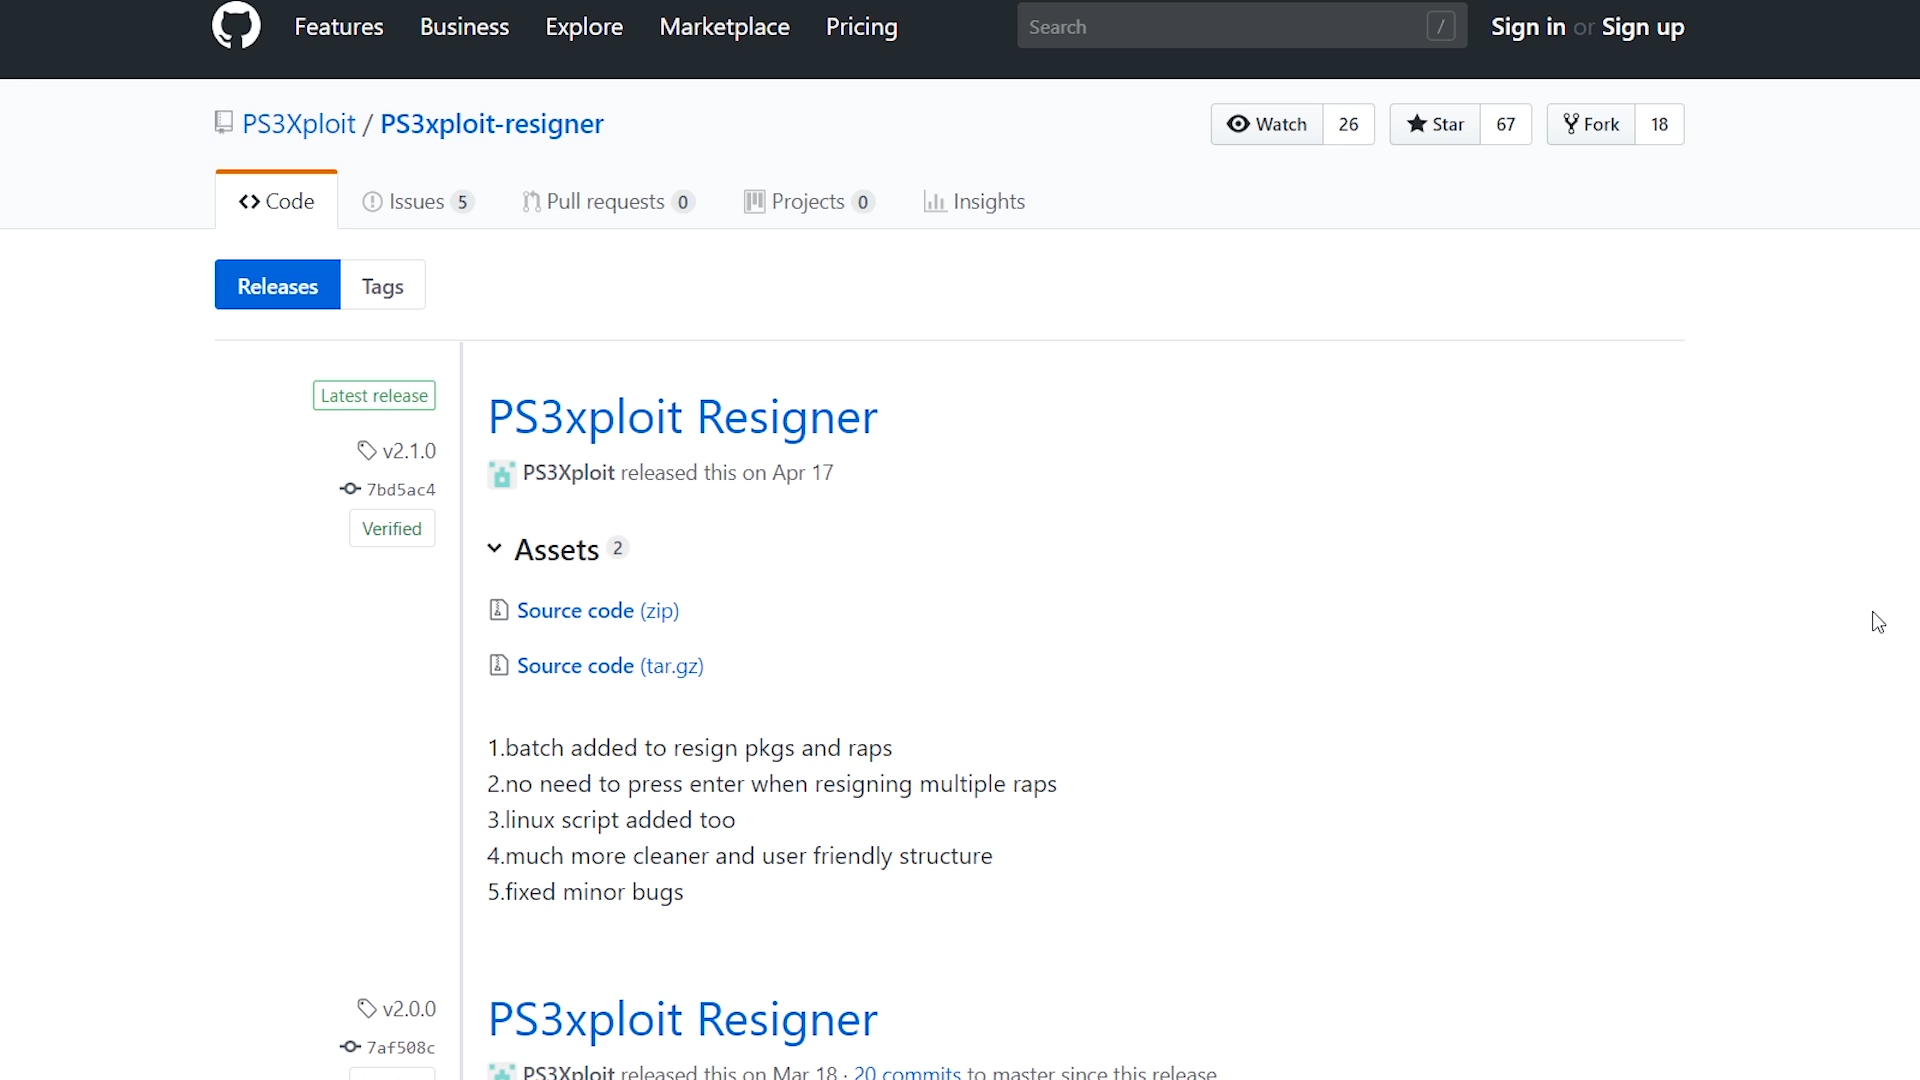 Features Business Explore Marketplace Pricing Search / Sign in or Sign up
PS3Xploit / PS3xploit-resigner Watch 26 Star 67 Fork 18
Code Issues 5 Pull requests 0 Projects 0 Insights
Releases Tags
Latest release
v2.1.0
7bd5ac4
Verified
PS3xploit Resigner
PS3Xploit released this on Apr 17
Assets 2
Source code (zip)
Source code (tar.gz)
1.batch added to resign pkgs and raps
2.no need to press enter when resigning multiple raps
3.linux script added too
4.much more cleaner and user friendly structure
5.fixed minor bugs
v2.0.0
7af508c
PS3xploit Resigner
PS3Xploit released this on Mar 18 · 20 commits to master since this release